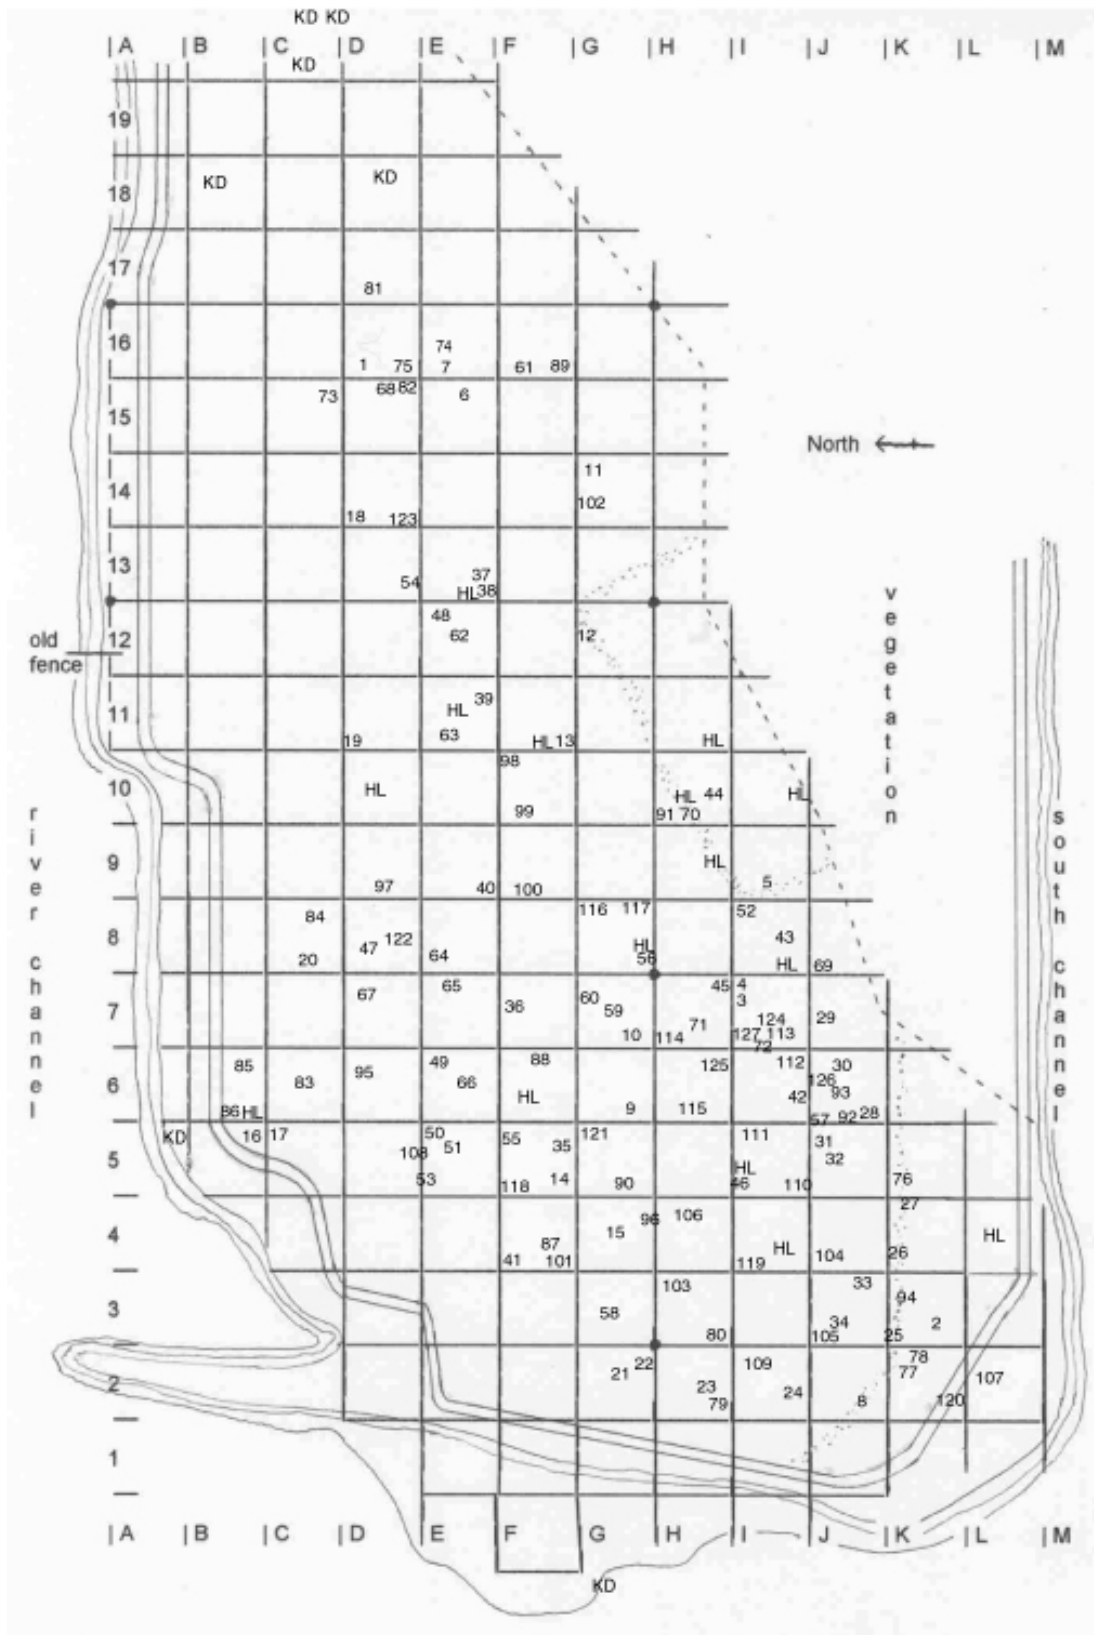 KD KD
A B C D E F G H I J K L M
KD
19
18 KD KD
17
81
16
74
1 75 7 61 89
73 68 82 6
15
North
11
14
102
18 123
13
54 37
HL 38
48
old
fence
12 62 12
39
11 HL
63
19 HL 13 HL
98
10 HL HL 44 HL
99 91 70
9 HL
97 40 100 5
84 116 117 52
8 47 122 43
20 64 HL
56 HL 69
67 65 45 4
7 36 60 59 3
71 124 29
10 114 127 113
72
85 49 88 125 112 30
6 83 95 66 126
HL 42 93
86 HL 9 115 57 92 28
KD 16 17 50 55 121 111 31
5 108 51 35 32
53 HL
118 14 90 46 110 76
96 106 27
4 15 HL
87 HL
41 101 119 104 26
103 33
3 58 94
34 2
80 105 25
21 22 109 78
2 77
23 24 107
79 8 120
1
A B C D E F G H I J K L M
KD
river channel
vegetation
south channel